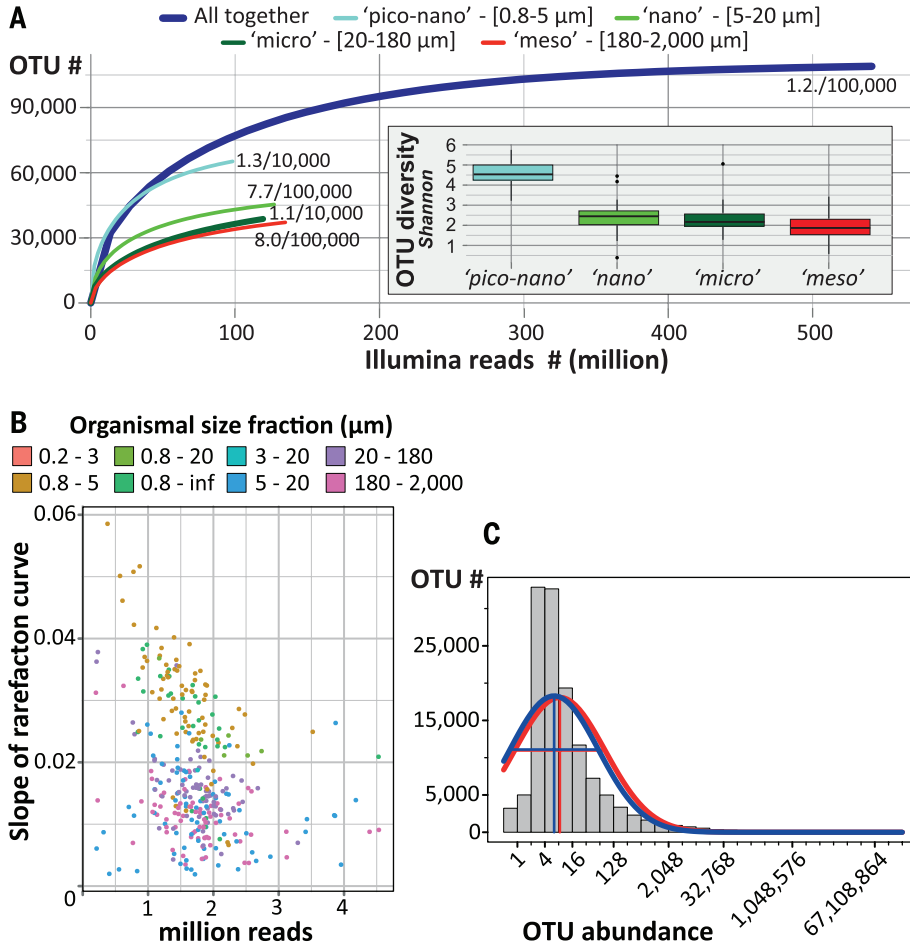 A
All together 'pico-nano' - [0.8-5 µm] 'nano' - [5-20 µm]
'micro' - [20-180 µm] 'meso' - [180-2,000 µm]
OTU #
90,000
60,000
30,000
0
1.2./100,000
1.3/10,000
7.7/100,000
1.1/10,000
8.0/100,000
OTU diversity
Shannon
6
5
4
3
2
1
'pico-nano' 'nano' 'micro' 'meso'
0 100 200 300 400 500
Illumina reads # (million)
B
Organismal size fraction (µm)
0.2 - 3 0.8 - 20 3 - 20 20 - 180
0.8 - 5 0.8 - inf 5 - 20 180 - 2,000
Slope of rarefacton curve
0.06
0.04
0.02
0
1 2 3 4
million reads
C
OTU #
25,000
15,000
5,000
0
1 4 16 128 2,048 32,768 1,048,576 67,108,864
OTU abundance